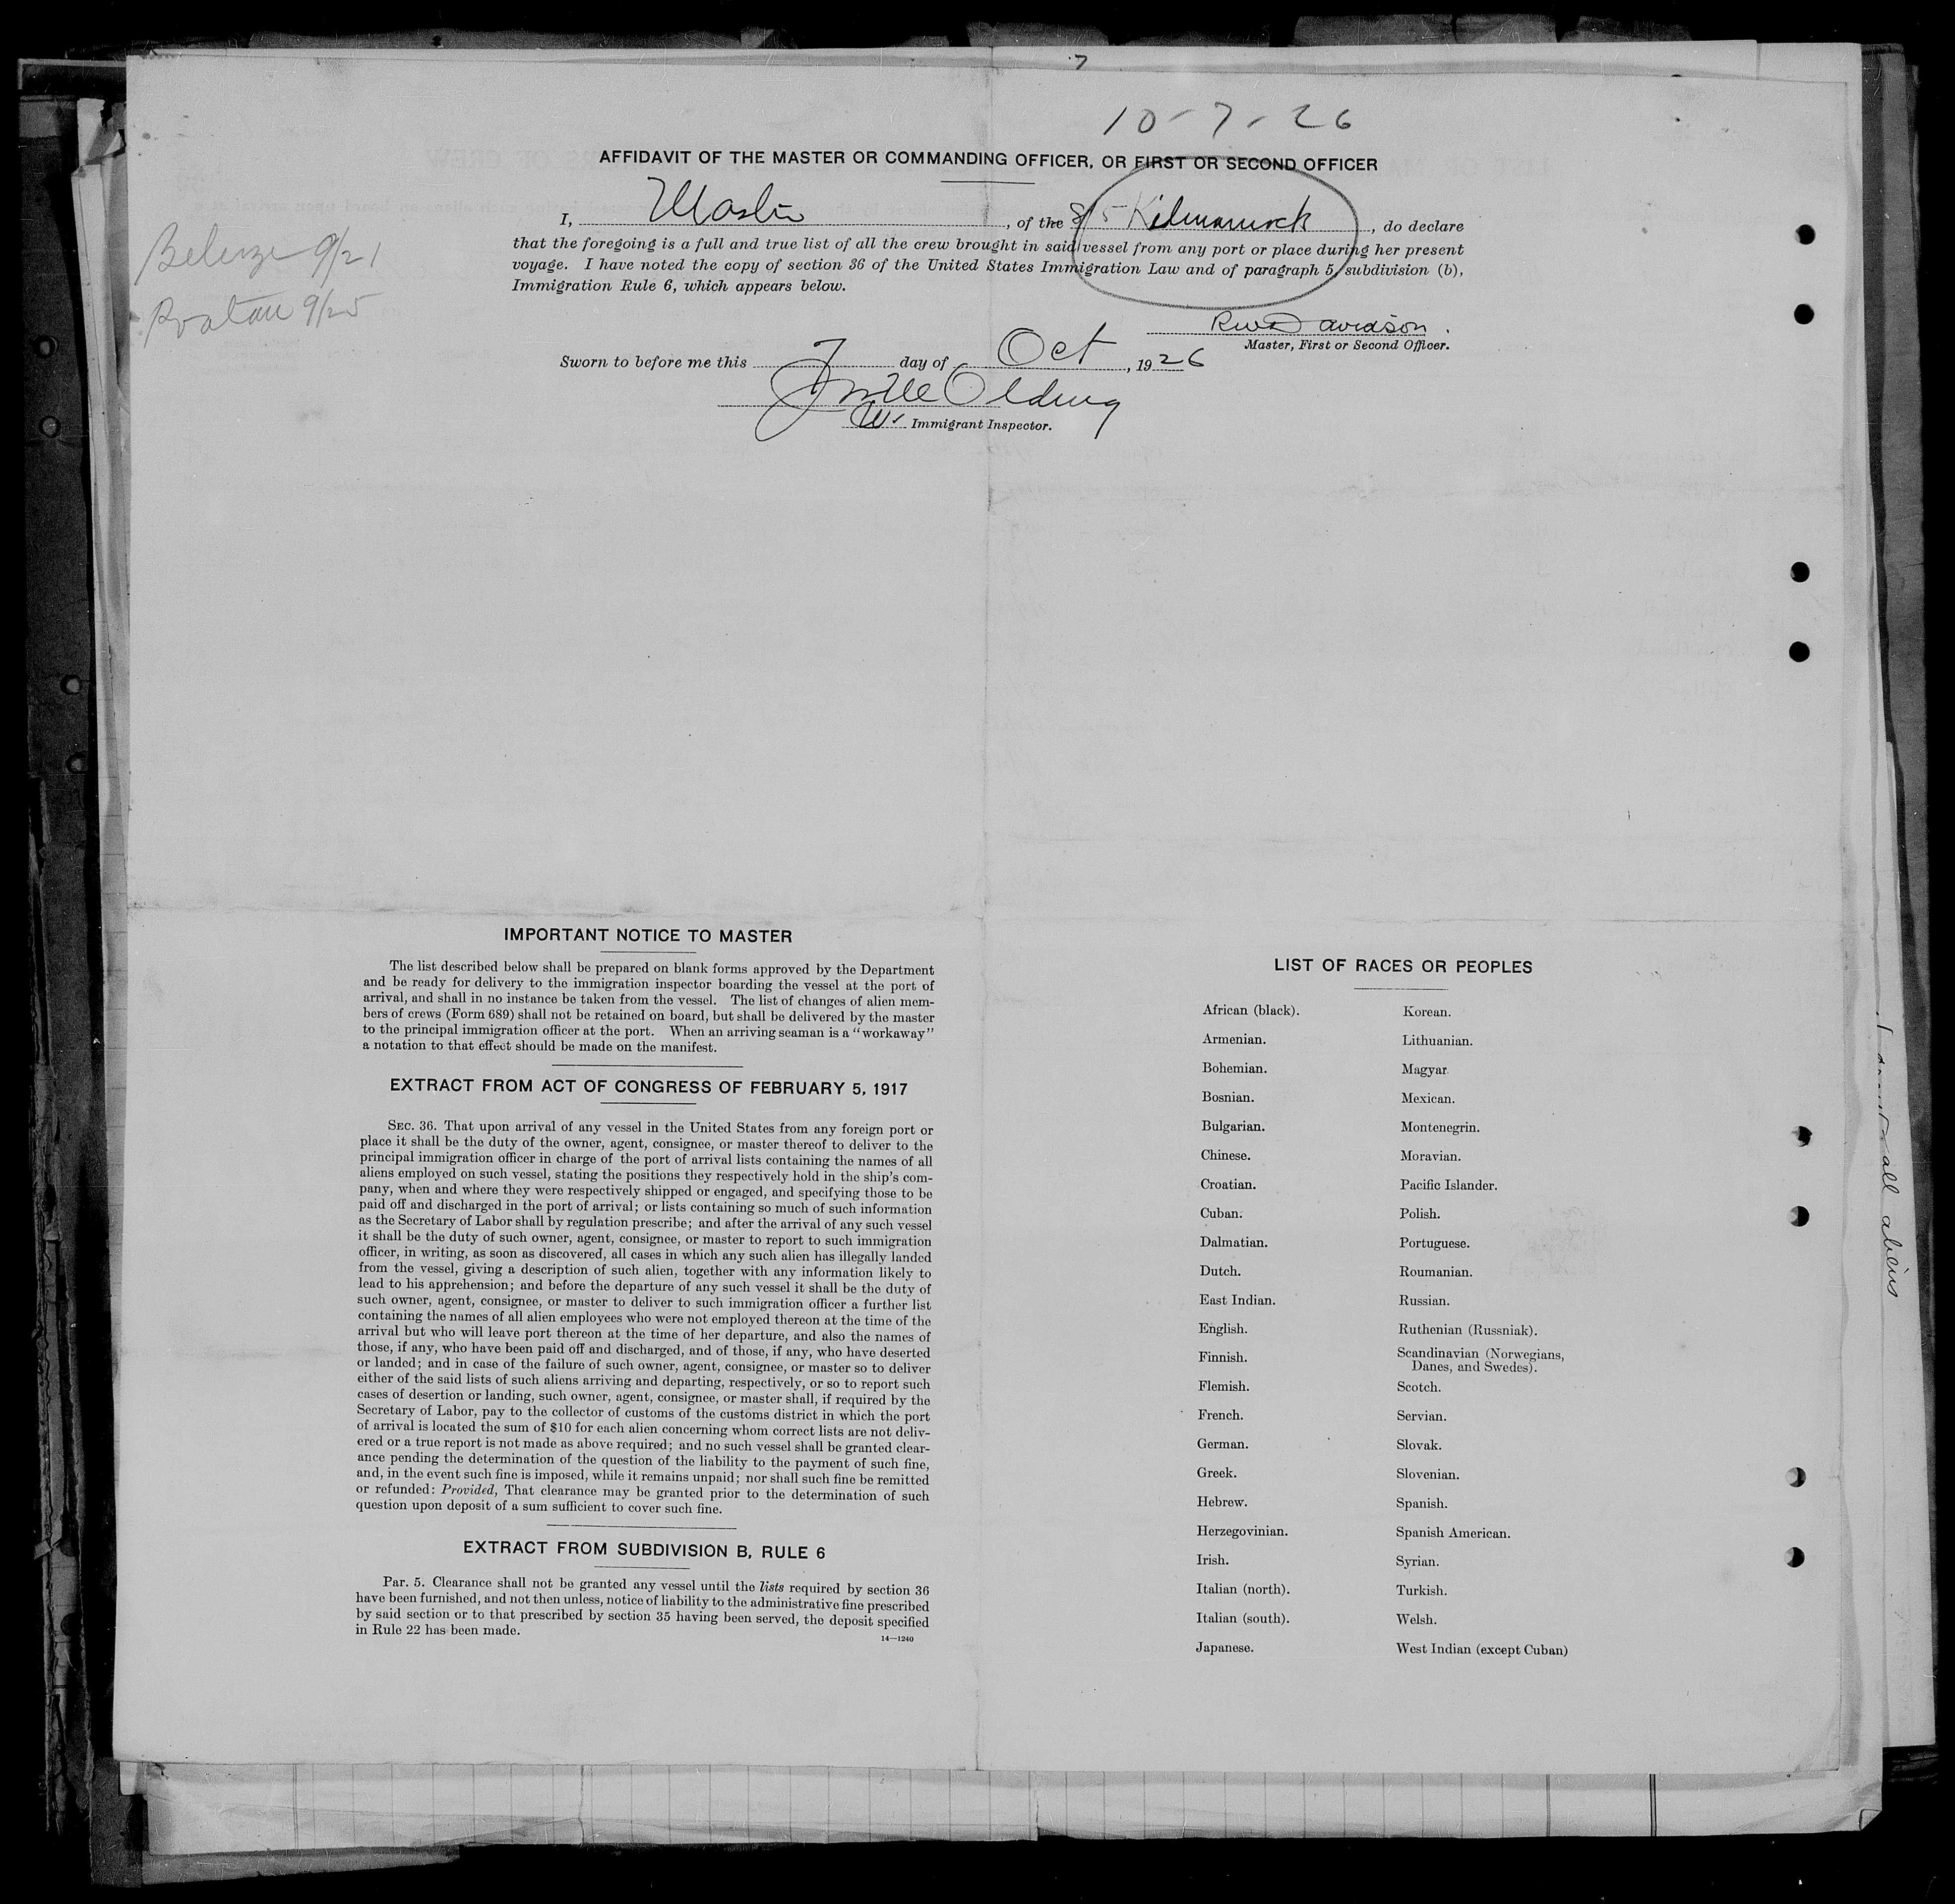 10-7-26
AFFIDAVIT OF THE MASTER OR COMMANDING OFFICER, OR FIRST OR SECOND OFFICER
I, Master, of the S/S Kilmarnock, do declare
that the foregoing is a full and true list of all the crew brought in said vessel from any port or place during her present
voyage. I have noted the copy of section 36 of the United States Immigration Law and of paragraph 5, subdivision (b),
Immigration Rule 6, which appears below.
Belize 9/21
Roatan 9/25
Davidson.
Master, First or Second Officer.
Sworn to before me this 7 day of Oct, 1926
Olding
Immigrant Inspector.
IMPORTANT NOTICE TO MASTER
The list described below shall be prepared on blank forms approved by the Department
and be ready for delivery to the immigration inspector boarding the vessel at the port of
arrival, and shall in no instance be taken from the vessel. The list of changes of alien mem-
bers of crews (Form 689) shall not be retained on board, but shall be delivered by the master
to the principal immigration officer at the port. When an arriving seaman is a "workaway"
a notation to that effect should be made on the manifest.
EXTRACT FROM ACT OF CONGRESS OF FEBRUARY 5, 1917
SEC. 36. That upon arrival of any vessel in the United States from any foreign port or
place it shall be the duty of the owner, agent, consignee, or master thereof to deliver to the
principal immigration officer in charge of the port of arrival lists containing the names of all
aliens employed on such vessel, stating the positions they respectively hold in the ship's com-
pany, when and where they were respectively shipped or engaged, and specifying those to be
paid off and discharged in the port of arrival; or lists containing so much of such information
as the Secretary of Labor shall by regulation prescribe; and after the arrival of any such vessel
it shall be the duty of such owner, agent, consignee, or master to report to such immigration
officer, in writing, as soon as discovered, all cases in which any such alien has illegally landed
from the vessel, giving a description of such alien, together with any information likely to
lead to his apprehension; and before the departure of any such vessel it shall be the duty of
such owner, agent, consignee, or master to deliver to such immigration officer a further list
containing the names of all alien employees who were not employed thereon at the time of the
arrival but who will leave port thereon at the time of her departure, and also the names of
those, if any, who have been paid off and discharged, and of those, if any, who have deserted
or landed; and in case of the failure of such owner, agent, consignee, or master so to deliver
either of the said lists of such aliens arriving and departing, respectively, or so to report such
cases of desertion or landing, such owner, agent, consignee, or master shall, if required by the
Secretary of Labor, pay to the collector of customs of the customs district in which the port
of arrival is located the sum of $10 for each alien concerning whom correct lists are not deliv-
ered or a true report is not made as above required; and no such vessel shall be granted clear-
ance pending the determination of the question of the liability to the payment of such fine,
and, in the event such fine is imposed, while it remains unpaid; nor shall such fine be remitted
or refunded: Provided, That clearance may be granted prior to the determination of such
question upon deposit of a sum sufficient to cover such fine.
EXTRACT FROM SUBDIVISION B, RULE 6
Par. 5. Clearance shall not be granted any vessel until the lists required by section 36
have been furnished, and not then unless, notice of liability to the administrative fine prescribed
by said section or to that prescribed by section 35 having been served, the deposit specified
in Rule 22 has been made.
14-1240
LIST OF RACES OR PEOPLES
African (black).
Armenian.
Bohemian.
Bosnian.
Bulgarian.
Chinese.
Croatian.
Cuban.
Dalmatian.
Dutch.
East Indian.
English.
Finnish.
Flemish.
French.
German.
Greek.
Hebrew.
Herzegovinian.
Irish.
Italian (north).
Italian (south).
Japanese.
Korean.
Lithuanian.
Magyar.
Mexican.
Montenegrin.
Moravian.
Pacific Islander.
Polish.
Portuguese.
Roumanian.
Russian.
Ruthenian (Russniak).
Scandinavian (Norwegians,
Danes, and Swedes).
Scotch.
Servian.
Slovak.
Slovenian.
Spanish.
Spanish American.
Syrian.
Turkish.
Welsh.
West Indian (except Cuban)
all aliens